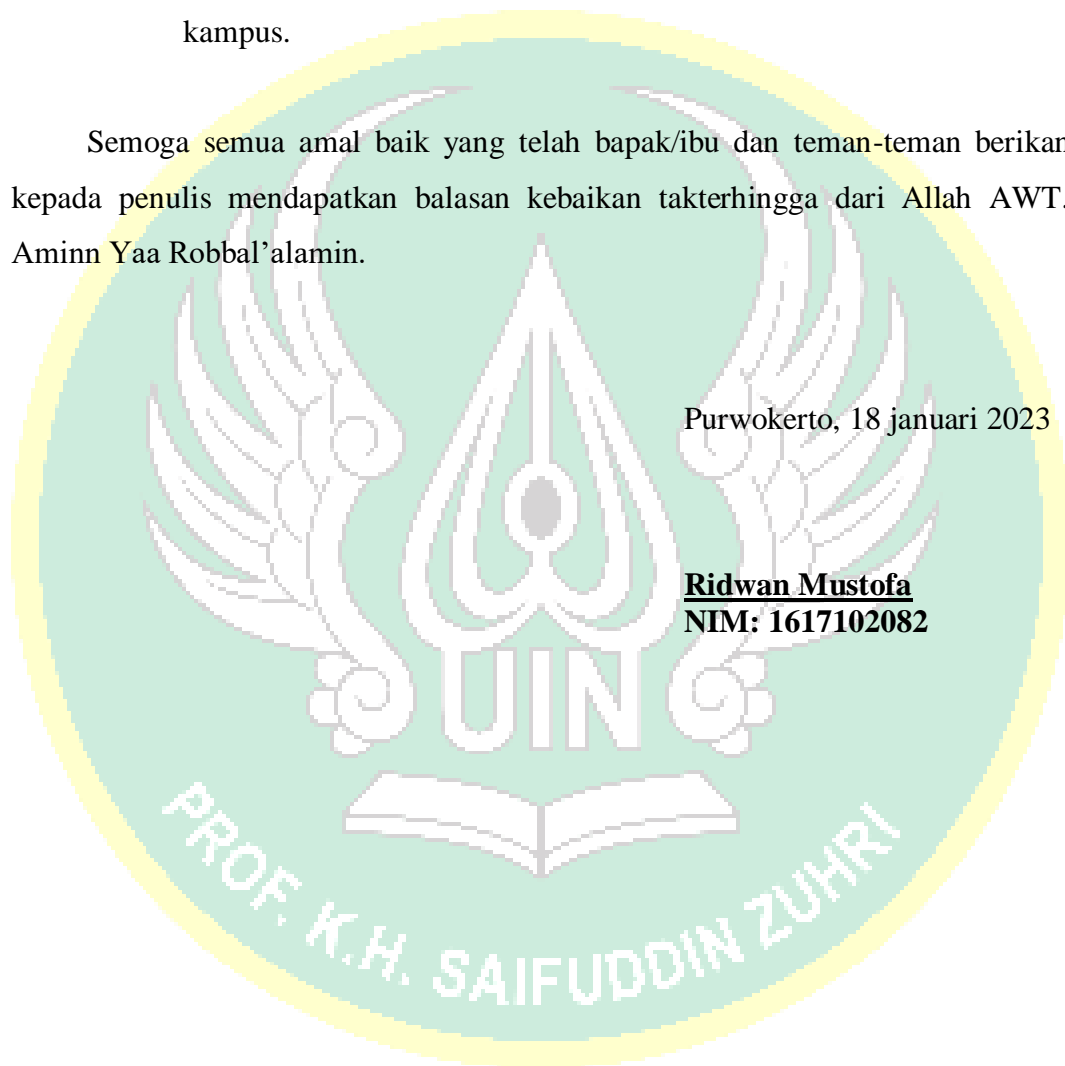 kampus.
Semoga semua amal baik yang telah bapak/ibu dan teman-teman berikan
kepada penulis mendapatkan balasan kebaikan takterhingga dari Allah AWT.
Aminn Yaa Robbal’alamin.
Purwokerto, 18 januari 2023
Ridwan Mustofa
NIM: 1617102082
UIN
PROF. K.H. SAIFUDDIN ZUHRI